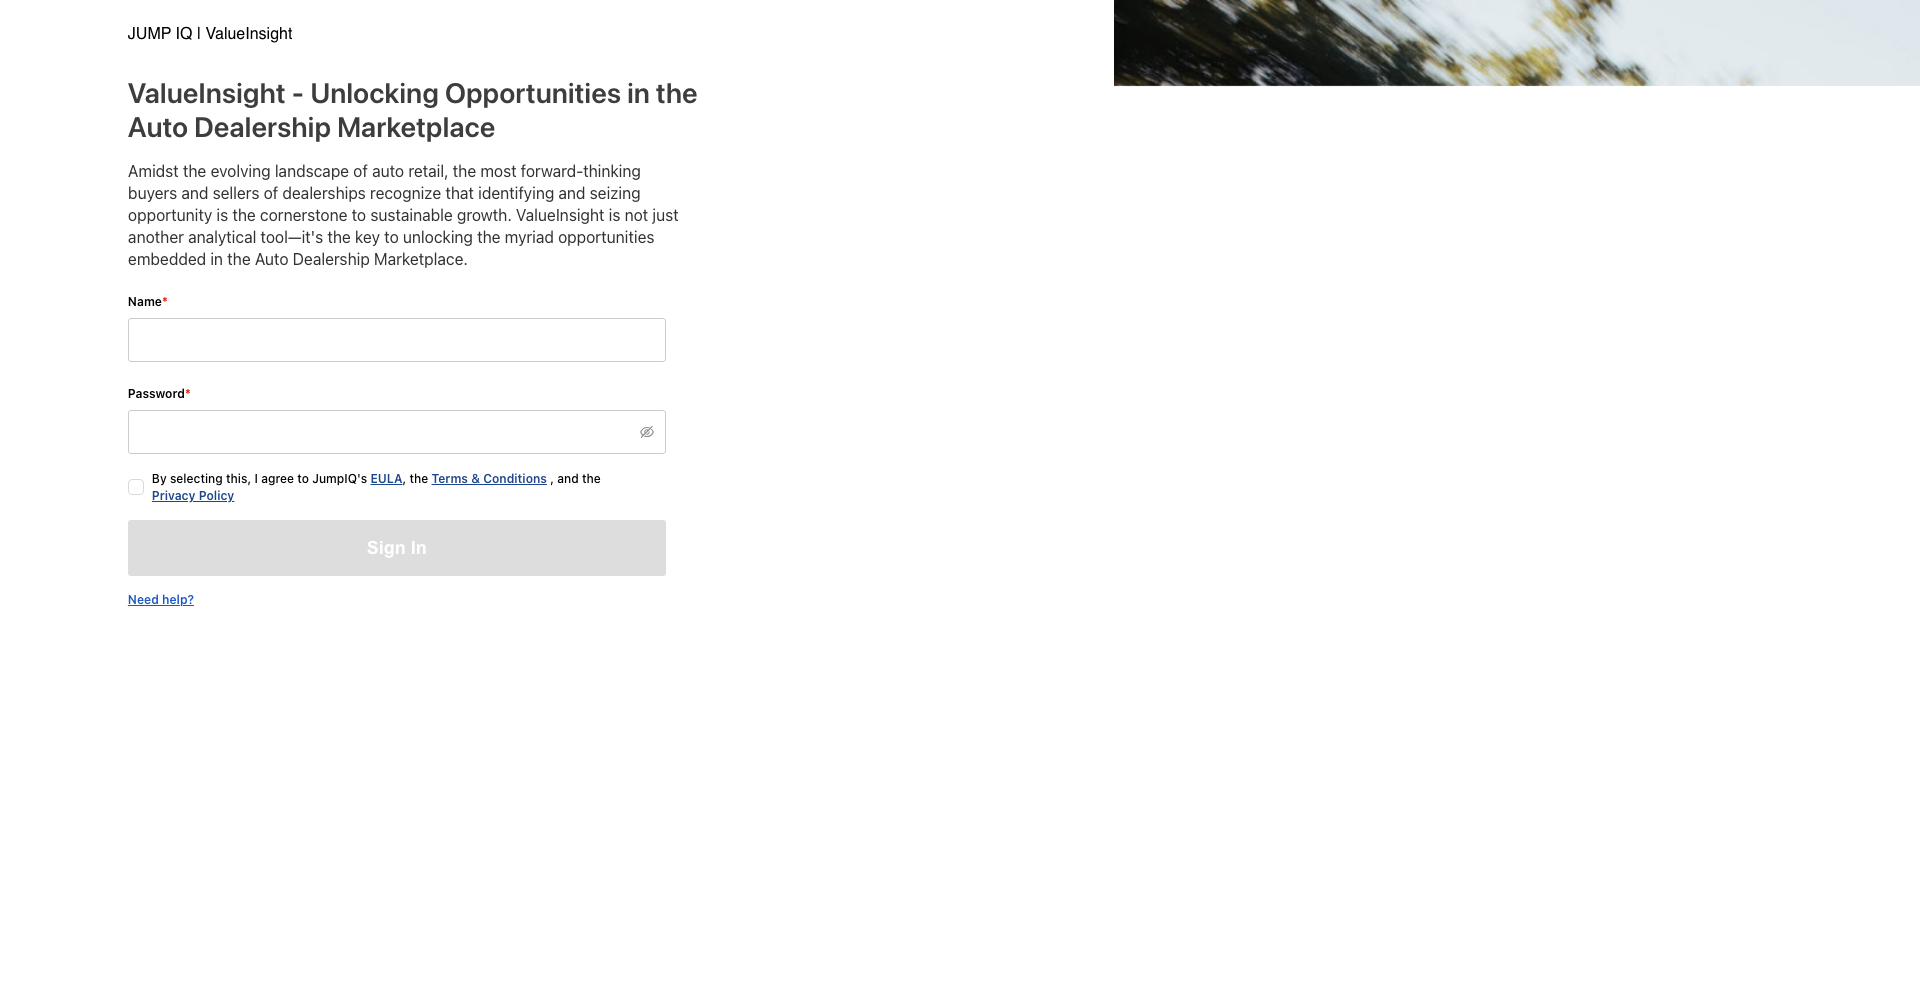 JUMP IQ | ValueInsight
ValueInsight - Unlocking Opportunities in the
Auto Dealership Marketplace
Amidst the evolving landscape of auto retail, the most forward-thinking
buyers and sellers of dealerships recognize that identifying and seizing
opportunity is the cornerstone to sustainable growth. ValueInsight is not just
another analytical tool—it's the key to unlocking the myriad opportunities
embedded in the Auto Dealership Marketplace.
Name*
Password*
By selecting this, I agree to JumpIQ's EULA, the Terms & Conditions , and the
Privacy Policy
Sign In
Need help?